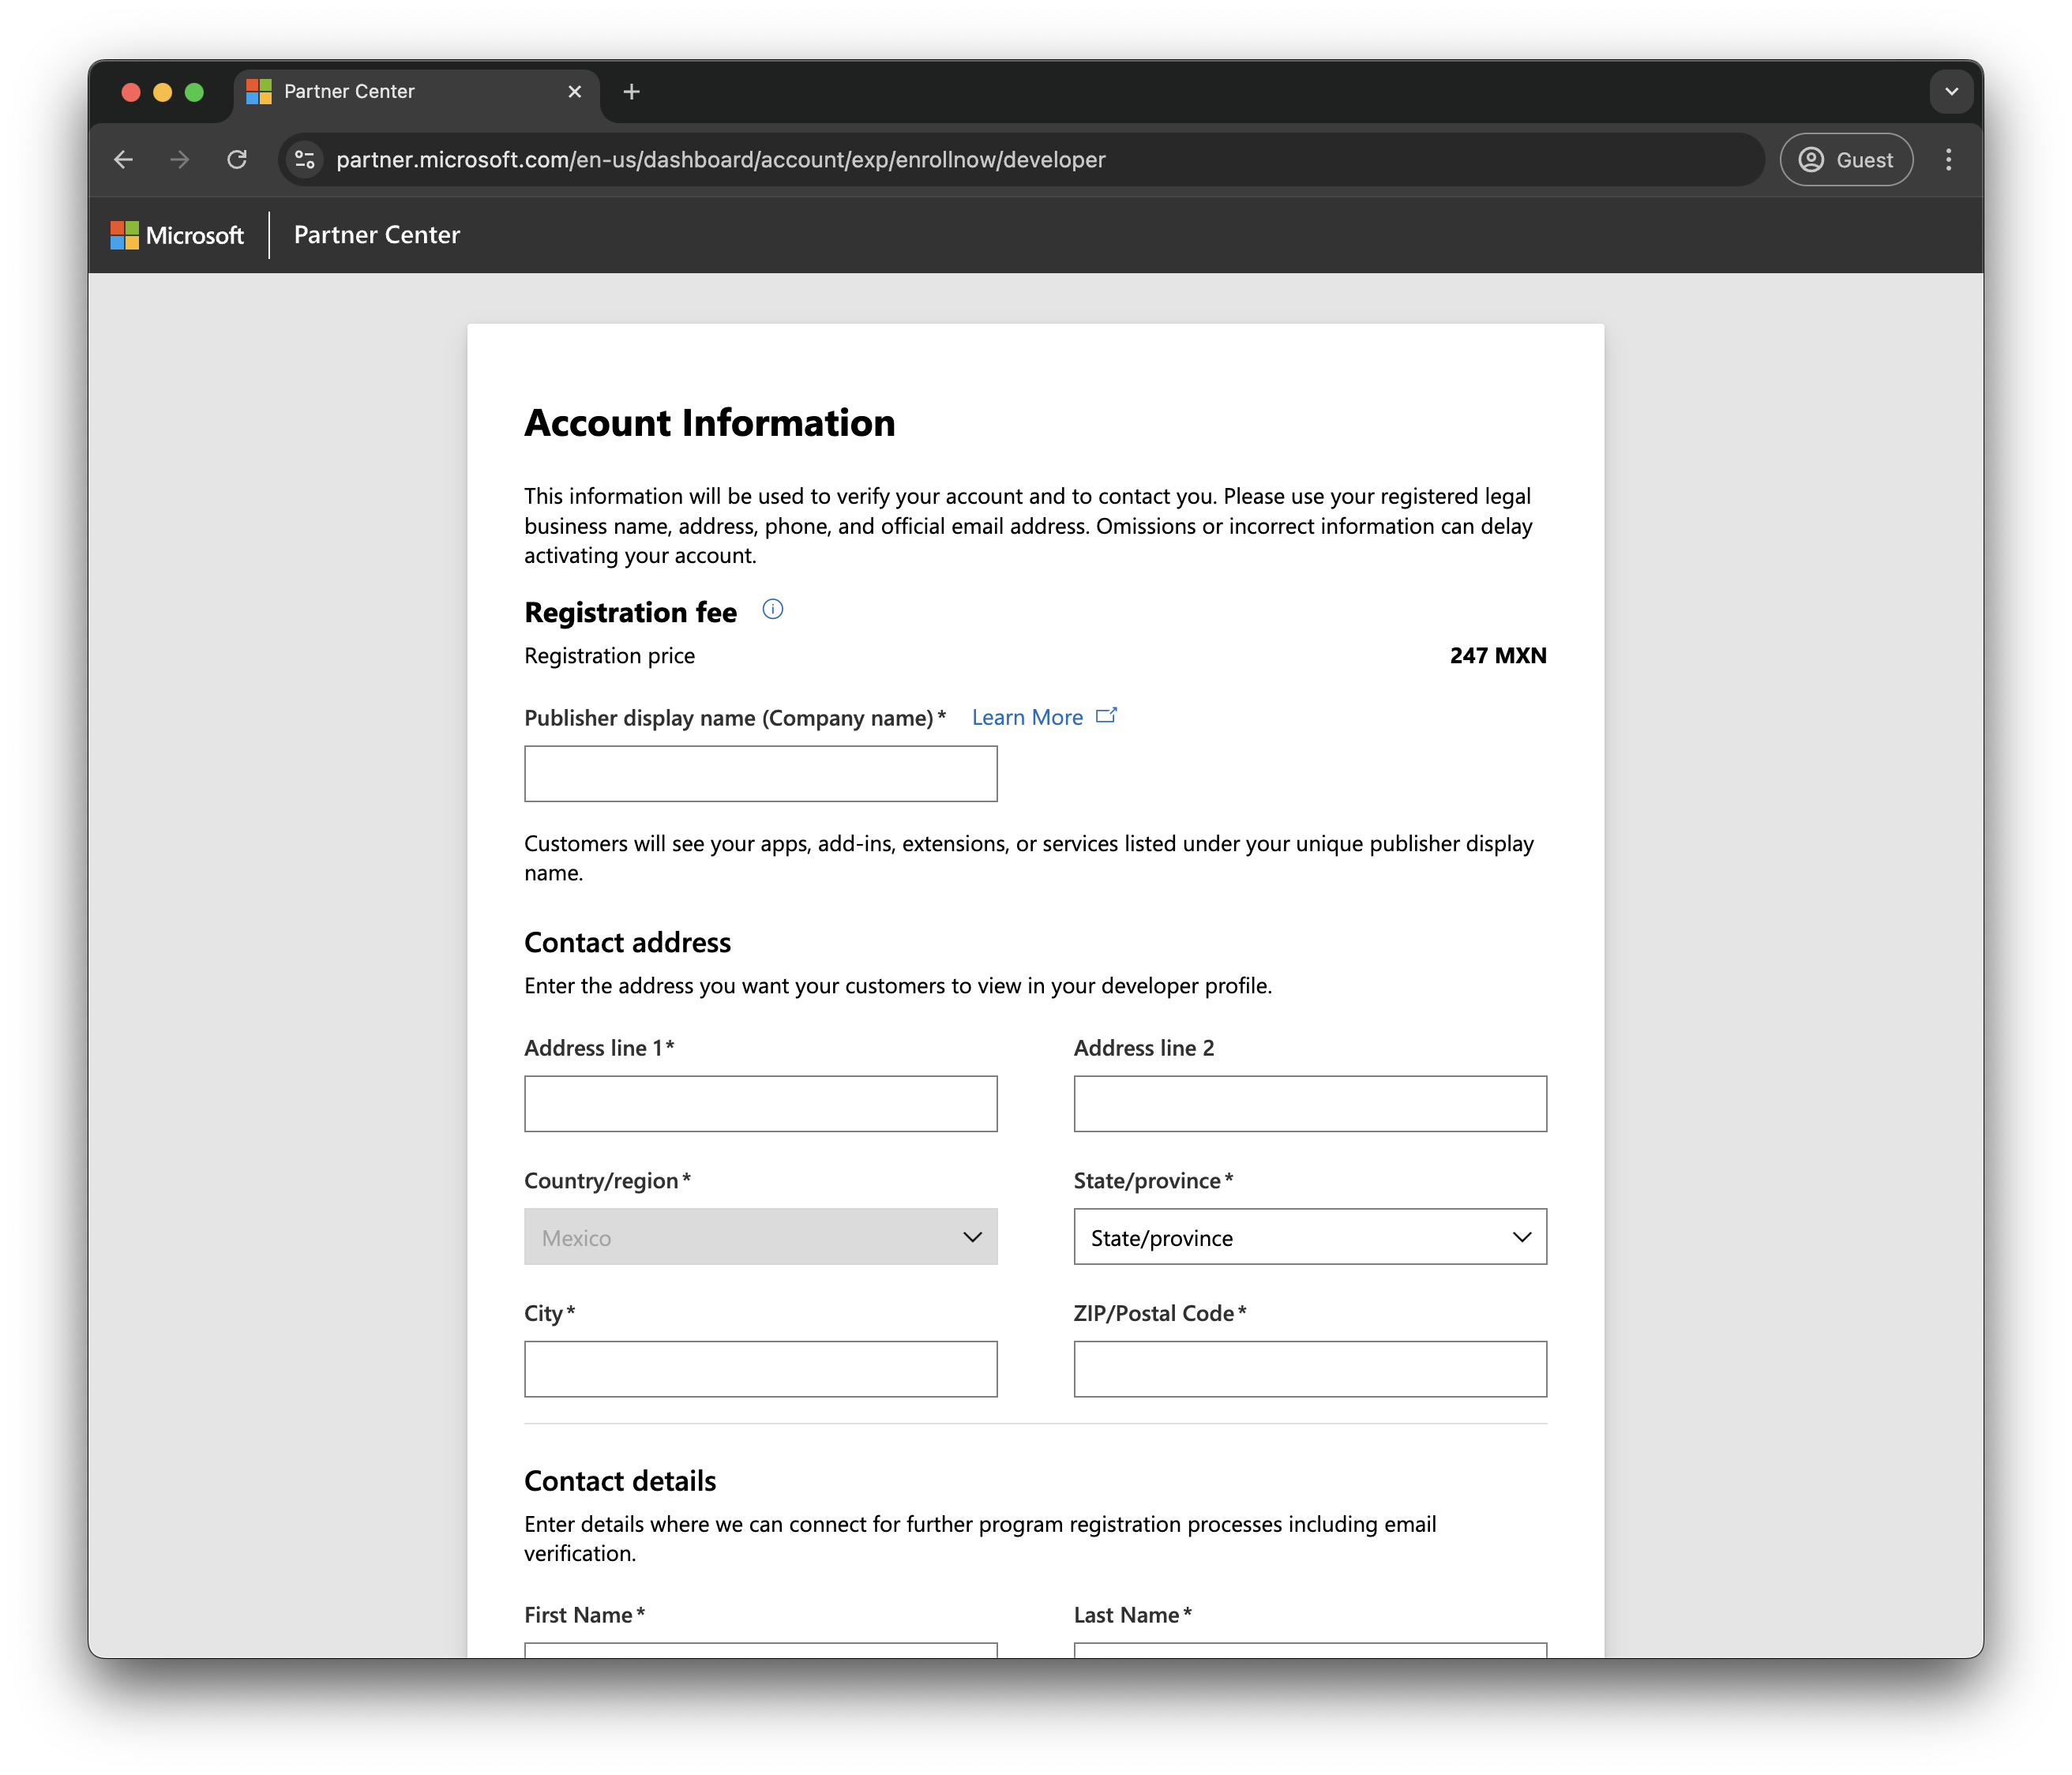 Partner Center
partner.microsoft.com/en-us/dashboard/account/exp/enrollnow/developer
Guest
Microsoft
Partner Center
Account Information
This information will be used to verify your account and to contact you. Please use your registered legal
business name, address, phone, and official email address. Omissions or incorrect information can delay
activating your account.
Registration fee
Registration price 247 MXN
Publisher display name (Company name)* Learn More
Customers will see your apps, add-ins, extensions, or services listed under your unique publisher display
name.
Contact address
Enter the address you want your customers to view in your developer profile.
Address line 1* Address line 2
Country/region* State/province*
Mexico State/province
City* ZIP/Postal Code*
Contact details
Enter details where we can connect for further program registration processes including email
verification.
First Name* Last Name*